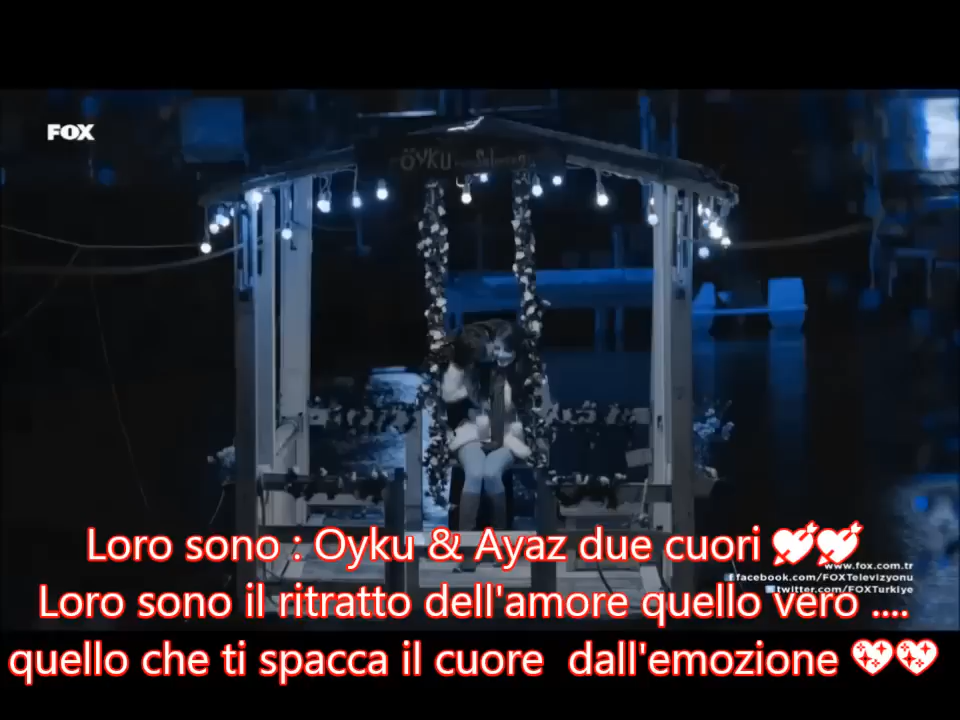 FOX
ÖYKU
Loro sono : Oyku & Ayaz due cuori 💘💘
www.fox.com.tr
facebook.com/FOXTelevizyonu
twitter.com/FOXTurkiye
Loro sono il ritratto dell'amore quello vero ....
quello che ti spacca il cuore  dall'emozione 💖💖